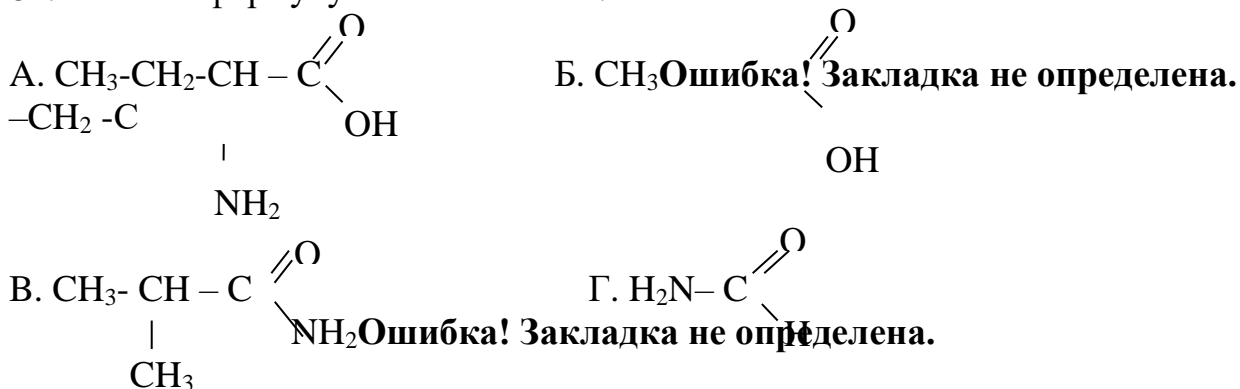 O O
А. CH₃-CH₂-CH – C Б. CH₃Ошибка! Закладка не определена.
–CH₂ -C OH
OH
NH₂
O O
В. CH₃- CH – C Г. H₂N– C
NH₂Ошибка! Закладка не определена.
H
CH₃